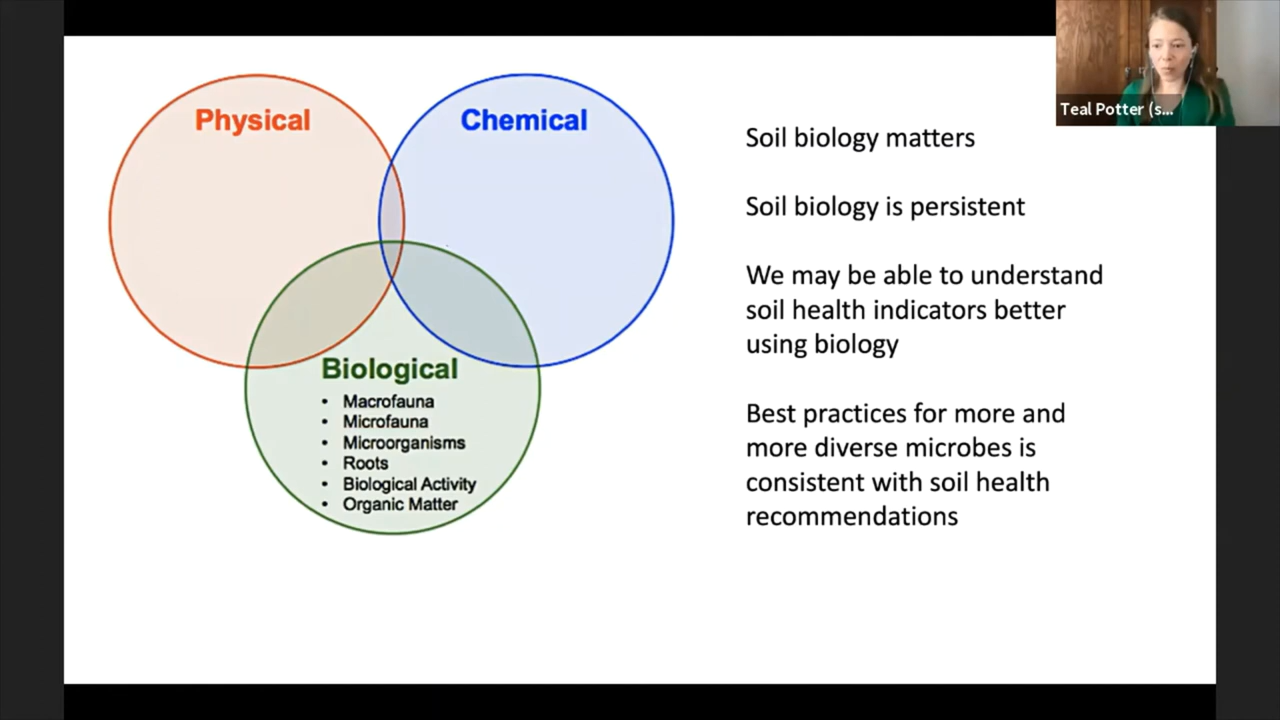 Physical
Chemical
Biological
• Macrofauna
• Microfauna
• Microorganisms
• Roots
• Biological Activity
• Organic Matter
Soil biology matters
Soil biology is persistent
We may be able to understand
soil health indicators better
using biology
Best practices for more and
more diverse microbes is
consistent with soil health
recommendations
Teal Potter (s...